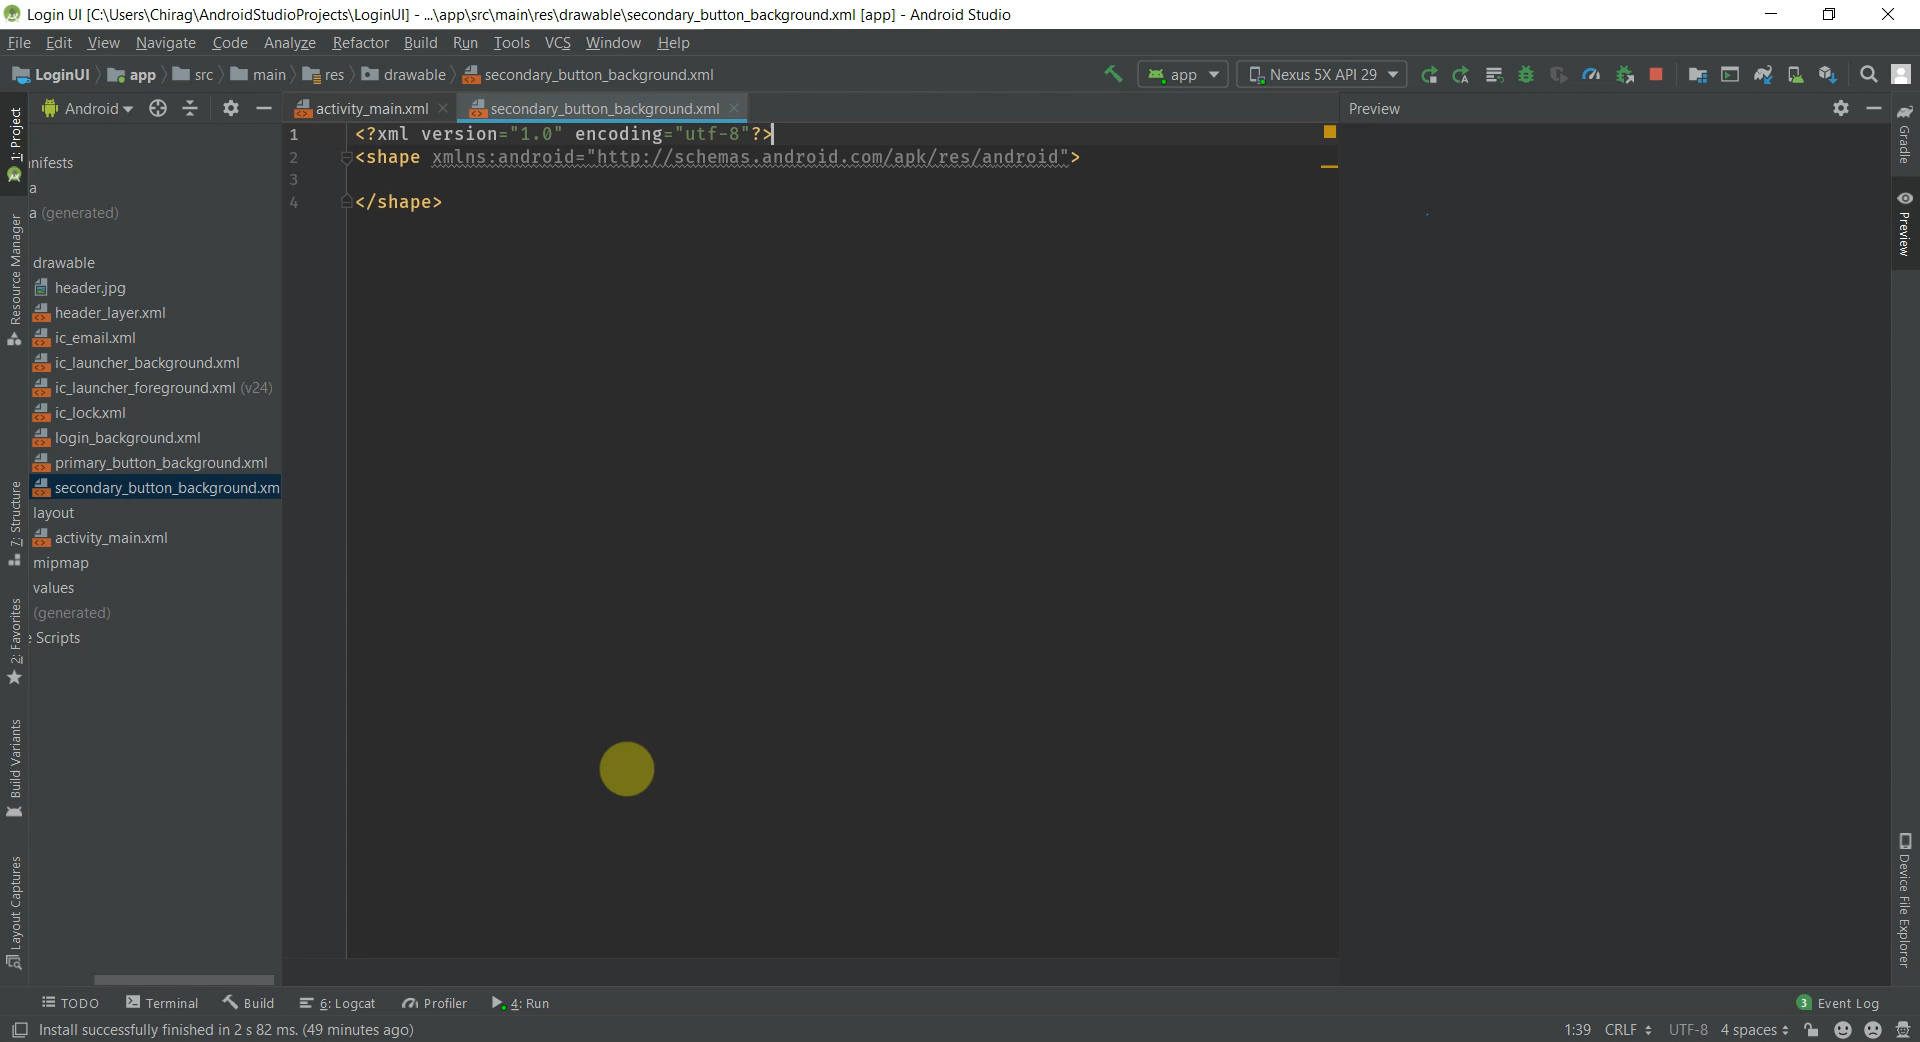 Login UI [C:\Users\Chirag\AndroidStudioProjects\LoginUI] - ...\app\src\main\res\drawable\secondary_button_background.xml [app] - Android Studio
File Edit View Navigate Code Analyze Refactor Build Run Tools VCS Window Help
LoginUI app src main res drawable secondary_button_background.xml app Nexus 5X API 29
1: Project
Resource Manager
7: Structure
2: Favorites
Build Variants
Layout Captures
Android
nifests
a
a (generated)
drawable
header.jpg
header_layer.xml
ic_email.xml
ic_launcher_background.xml
ic_launcher_foreground.xml (v24)
ic_lock.xml
login_background.xml
primary_button_background.xml
secondary_button_background.xm
layout
activity_main.xml
mipmap
values
(generated)
e Scripts
activity_main.xml secondary_button_background.xml
1 <?xml version="1.0" encoding="utf-8"?>
2 <shape xmlns:android="http://schemas.android.com/apk/res/android">
3
4 </shape>
Preview
Gradle
Preview
Device File Explorer
TODO Terminal Build 6: Logcat Profiler 4: Run 3 Event Log
Install successfully finished in 2 s 82 ms. (49 minutes ago) 1:39 CRLF UTF-8 4 spaces